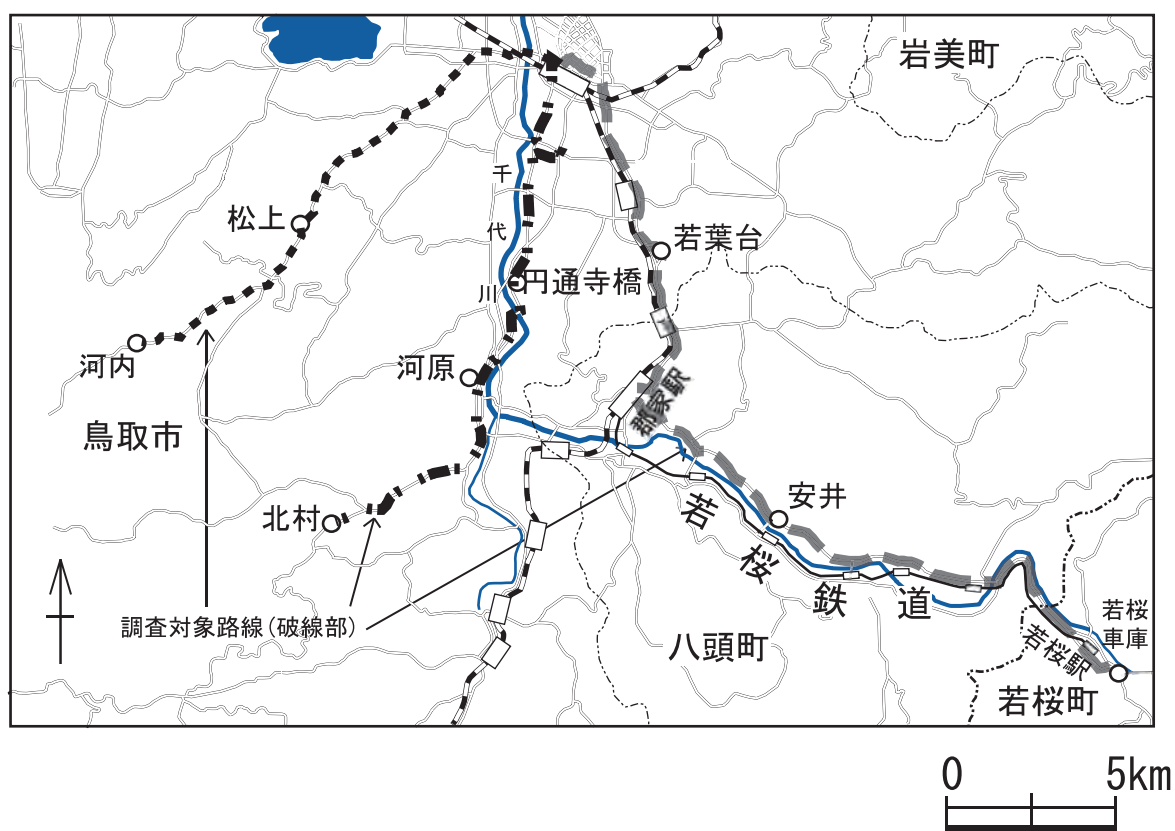 岩美町
千代川
松上
若葉台
円通寺橋
河内
河原
郡家駅
鳥取市
北村
安井
若桜鉄道
調査対象路線(破線部)
八頭町
若桜
車庫
若桜駅
若桜町
0 5km